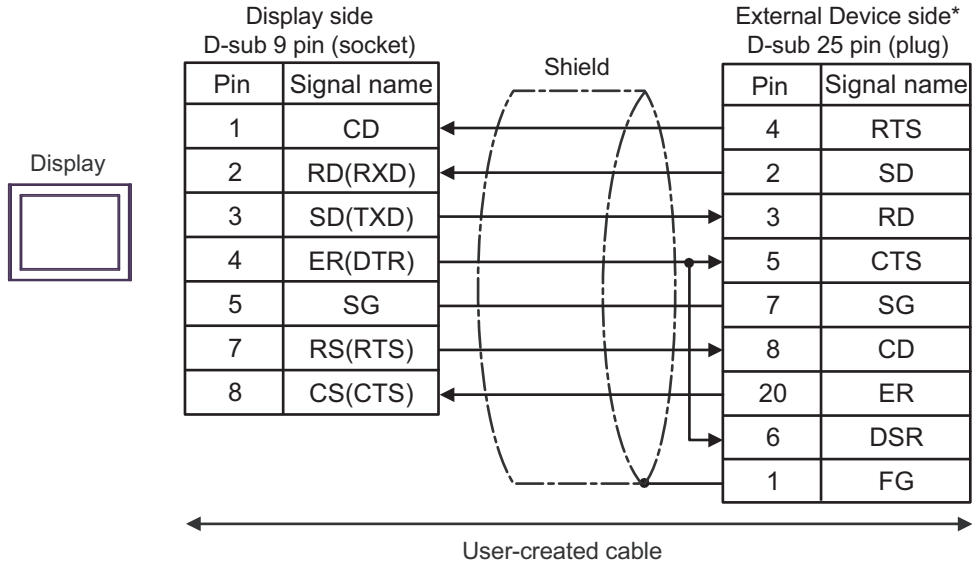 Display side
D-sub 9 pin (socket)
External Device side*
D-sub 25 pin (plug)
Shield
Display
Pin Signal name
1 CD
2 RD(RXD)
3 SD(TXD)
4 ER(DTR)
5 SG
7 RS(RTS)
8 CS(CTS)
Pin Signal name
4 RTS
2 SD
3 RD
5 CTS
7 SG
8 CD
20 ER
6 DSR
1 FG
User-created cable